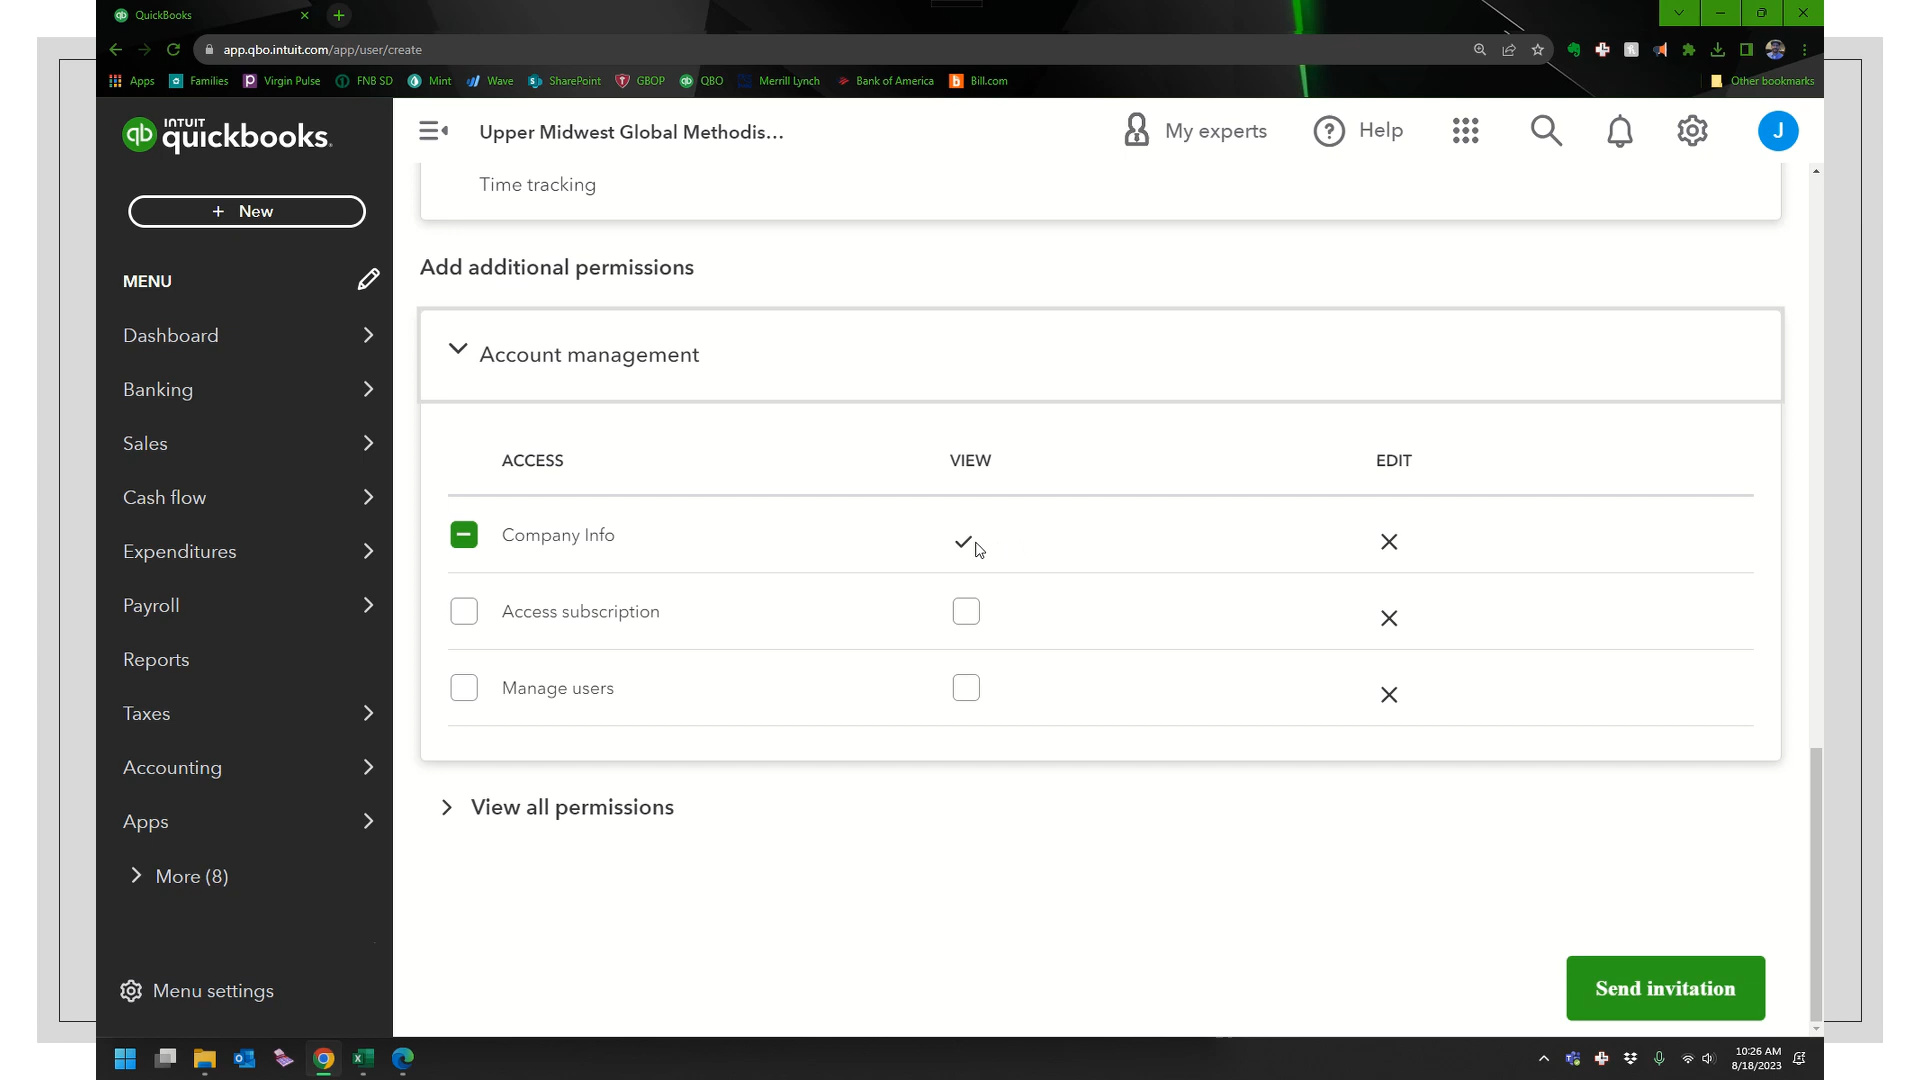 QuickBooks
app.qbo.intuit.com/app/user/create
Apps Families Virgin Pulse FNB SD Mint Wave SharePoint GBOP QBO Merrill Lynch Bank of America Bill.com Other bookmarks
INTUIT
quickbooks.
Upper Midwest Global Methodis...
My experts
Help
J
+ New
MENU
Dashboard
Banking
Sales
Cash flow
Expenditures
Payroll
Reports
Taxes
Accounting
Apps
More (8)
Menu settings
Time tracking
Add additional permissions
Account management
ACCESS VIEW EDIT
Company Info
Access subscription
Manage users
View all permissions
Send invitation
10:26 AM
8/18/2023